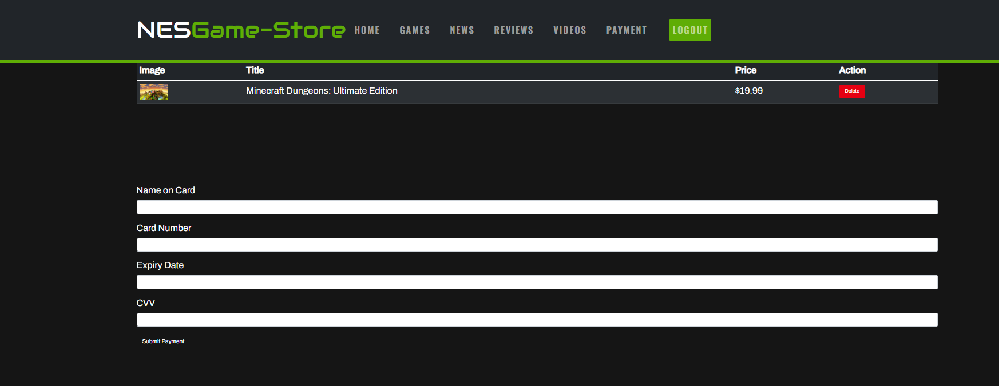 NESGame-Store HOME GAMES NEWS REVIEWS VIDEOS PAYMENT LOGOUT
Image Title Price Action
Minecraft Dungeons: Ultimate Edition $19.99 Delete
Name on Card
Card Number
Expiry Date
CVV
Submit Payment